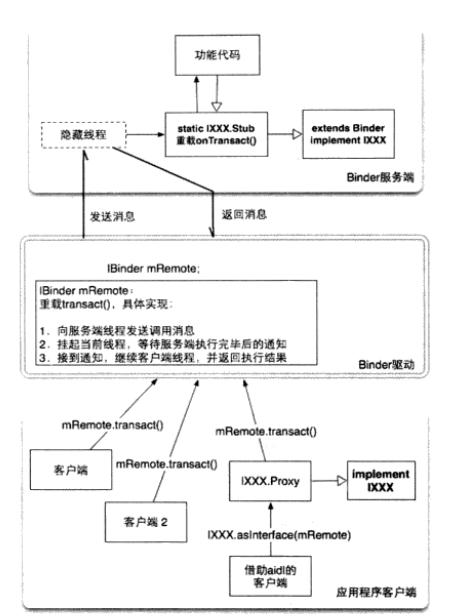 功能代码
隐藏线程
static IXXX.Stub
重载onTransact()
extends Binder
implement IXXX
Binder服务端
发送消息
返回消息
IBinder mRemote;
IBinder mRemote:
重载transact()，具体实现：
1．向服务端线程发送调用消息
2．挂起当前线程，等待服务端执行完毕后的通知
3．接到通知，继续客户端线程，并返回执行结果
Binder驱动
mRemote.transact()
mRemote.transact()
mRemote.transact()
客户端
客户端 2
IXXX.Proxy
implement
IXXX
IXXX.asInterface(mRemote)
借助aidl的
客户端
应用程序客户端